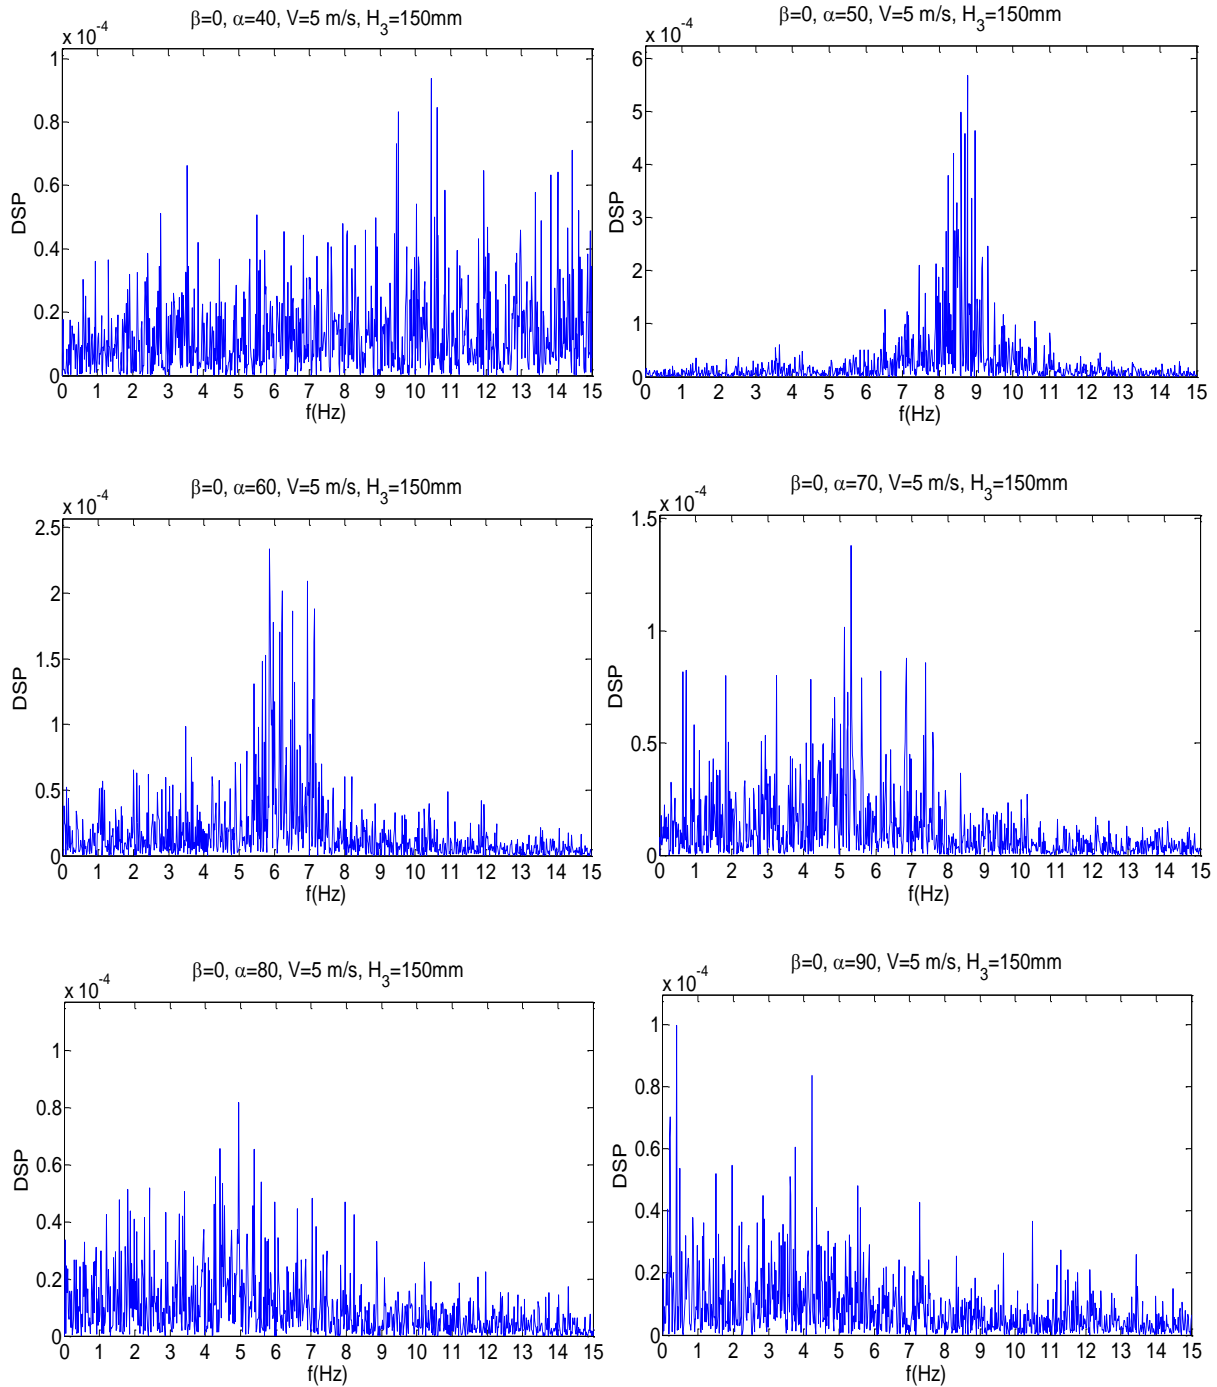 β=0, α=40, V=5 m/s, H3=150mm
x 10-4
1
0.8
0.6
0.4
0.2
0
DSP
0 1 2 3 4 5 6 7 8 9 10 11 12 13 14 15
f(Hz)
β=0, α=50, V=5 m/s, H3=150mm
x 10-4
6
5
4
3
2
1
0
DSP
0 1 2 3 4 5 6 7 8 9 10 11 12 13 14 15
f(Hz)
β=0, α=60, V=5 m/s, H3=150mm
x 10-4
2.5
2
1.5
1
0.5
0
DSP
0 1 2 3 4 5 6 7 8 9 10 11 12 13 14 15
f(Hz)
β=0, α=70, V=5 m/s, H3=150mm
x 10-4
1.5
1
0.5
0
DSP
0 1 2 3 4 5 6 7 8 9 10 11 12 13 14 15
f(Hz)
β=0, α=80, V=5 m/s, H3=150mm
x 10-4
1
0.8
0.6
0.4
0.2
0
DSP
0 1 2 3 4 5 6 7 8 9 10 11 12 13 14 15
f(Hz)
β=0, α=90, V=5 m/s, H3=150mm
x 10-4
1
0.8
0.6
0.4
0.2
0
DSP
0 1 2 3 4 5 6 7 8 9 10 11 12 13 14 15
f(Hz)